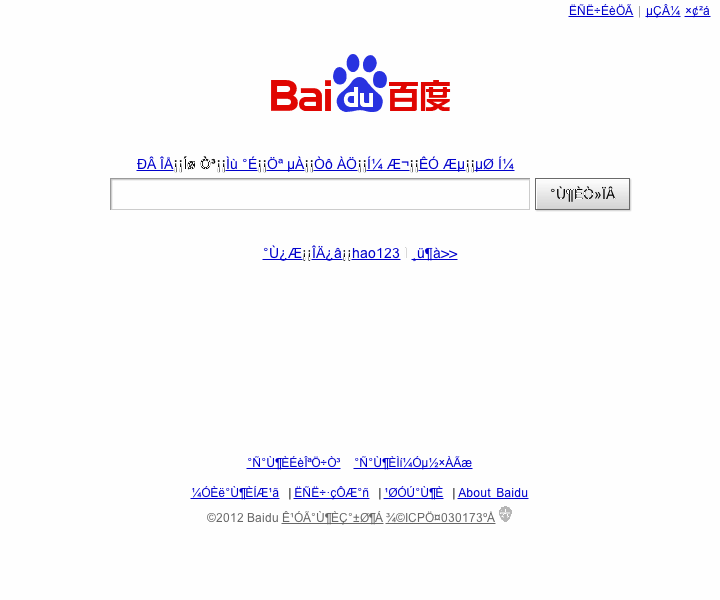 ËÑË÷ÉèÖÃ | µÇÂ¼ ×¢²á
Bai du 百度
ÐÂ ÎÅ¡¡Íø Ò³¡¡Ìù °É¡¡Öª µÀ¡¡Òô ÀÖ¡¡Í¼ Æ¬¡¡ÊÓ Æµ¡¡µØ Í¼
°Ù¶ÈÒ»ÏÂ
°Ù¿Æ¡¡ÎÄ¿â¡¡hao123 | ¸ü¶à>>
°Ñ°Ù¶ÈÉèÎªÖ÷Ò³ °Ñ°Ù¶ÈÌí¼Óµ½×ÀÃæ
¼ÓÈë°Ù¶ÈÍÆ¹ã | ËÑË÷·çÔÆ°ñ | ¹ØÓÚ°Ù¶È | About Baidu
©2012 Baidu Ê¹ÓÃ°Ù¶ÈÇ°±Ø¶Á ¾©ICPÖ¤030173ºÅ